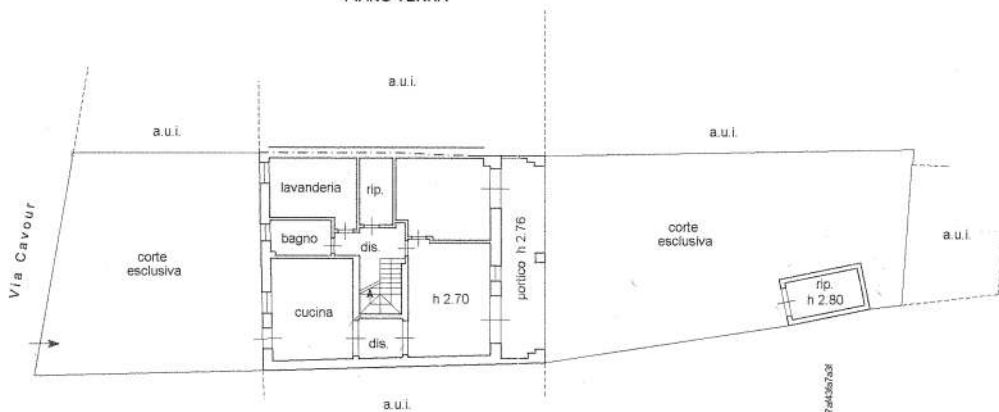 a.u.i.
a.u.i.
a.u.i.
Via Cavour
lavanderia
rip.
bagno
dis.
corte
esclusiva
cucina
h 2.70
dis.
portico h 2.76
corte
esclusiva
a.u.i.
rip.
h 2.80
a.u.i.